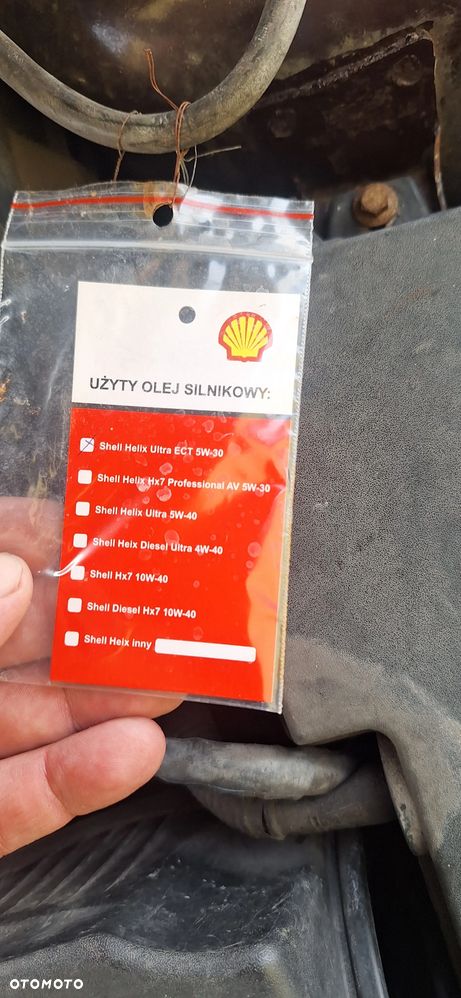 UŻYTY OLEJ SILNIKOWY:
Shell Helix Ultra ECT 5W-30
Shell Helix Hx7 Professional AV 5W-30
Shell Helix Ultra 5W-40
Shell Heix Diesel Ultra 4W-40
Shell Hx7 10W-40
Shell Diesel Hx7 10W-40
Shell Heix inny
OTOMOTO